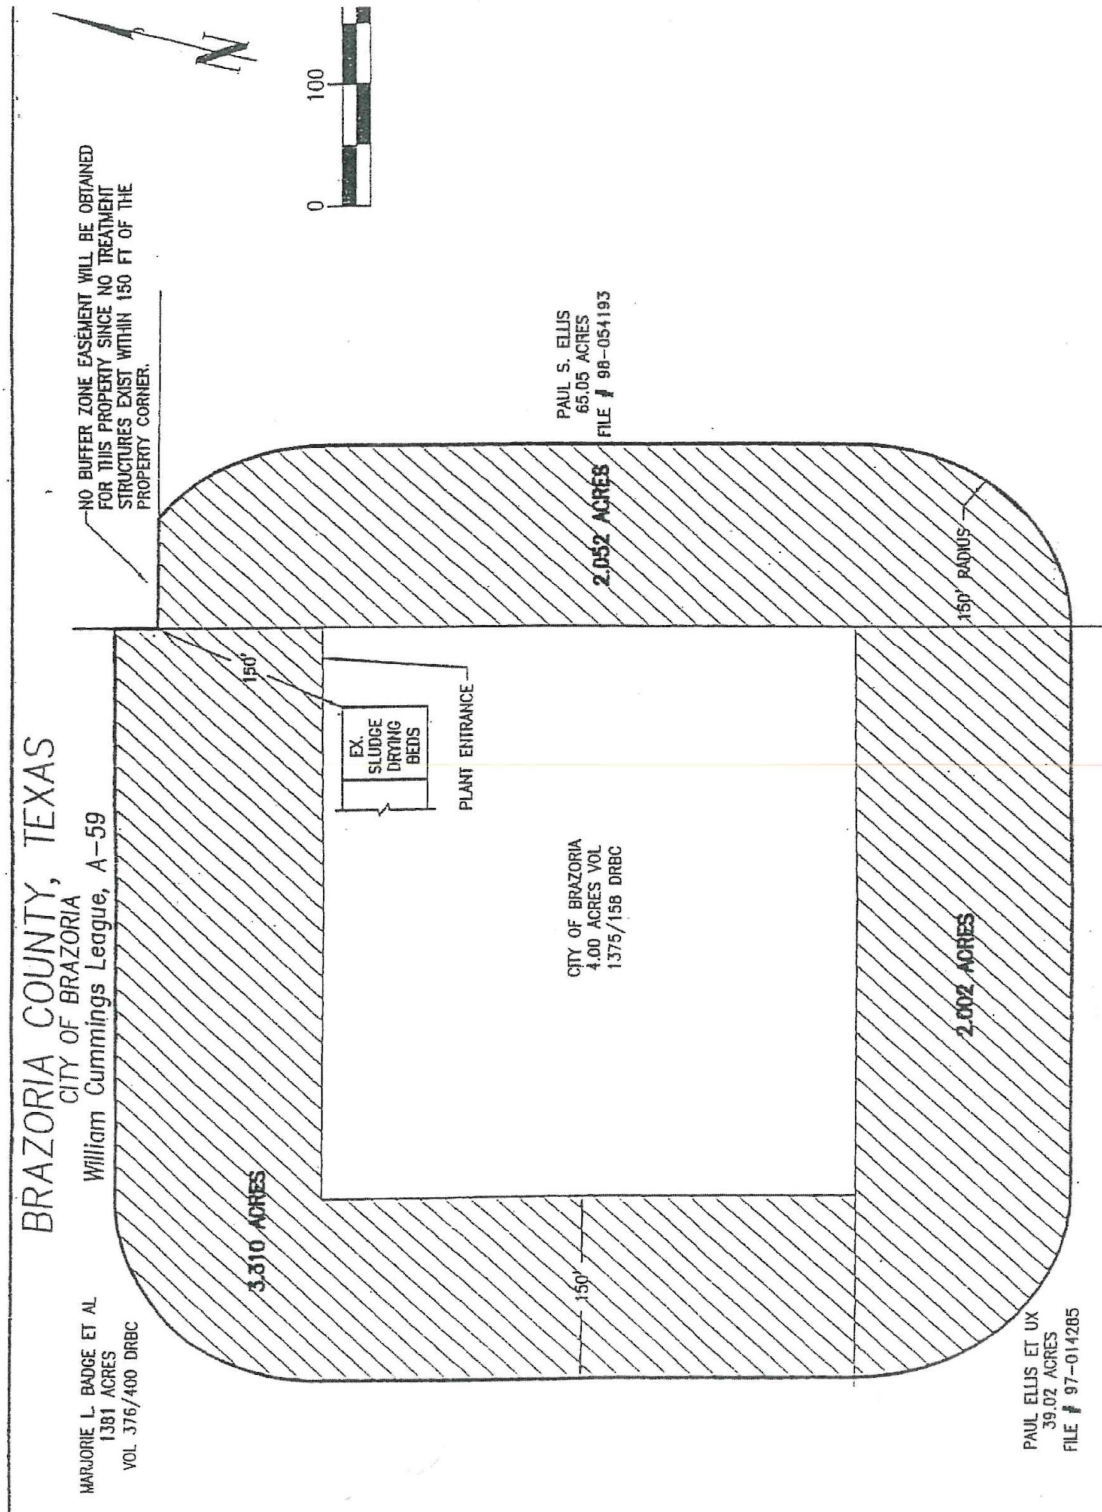 BRAZORIA COUNTY, TEXAS
CITY OF BRAZORIA
William Cummings League, A-59
MARJORIE L. BADGE ET AL
1381 ACRES
VOL 376/400 DRBC
NO BUFFER ZONE EASEMENT WILL BE OBTAINED
FOR THIS PROPERTY SINCE NO TREATMENT
STRUCTURES EXIST WITHIN 150 FT OF THE
PROPERTY CORNER.
N
0
100
3.310 ACRES
150'
EX.
SLUDGE
DRYING
BEDS
PLANT ENTRANCE
CITY OF BRAZORIA
4.00 ACRES VOL
1375/158 DRBC
150'
PAUL S. ELLIS
65.05 ACRES
FILE # 98-054193
2.052 ACRES
150' RADIUS
2.002 ACRES
PAUL ELLIS ET UX
39.02 ACRES
FILE # 97-014285